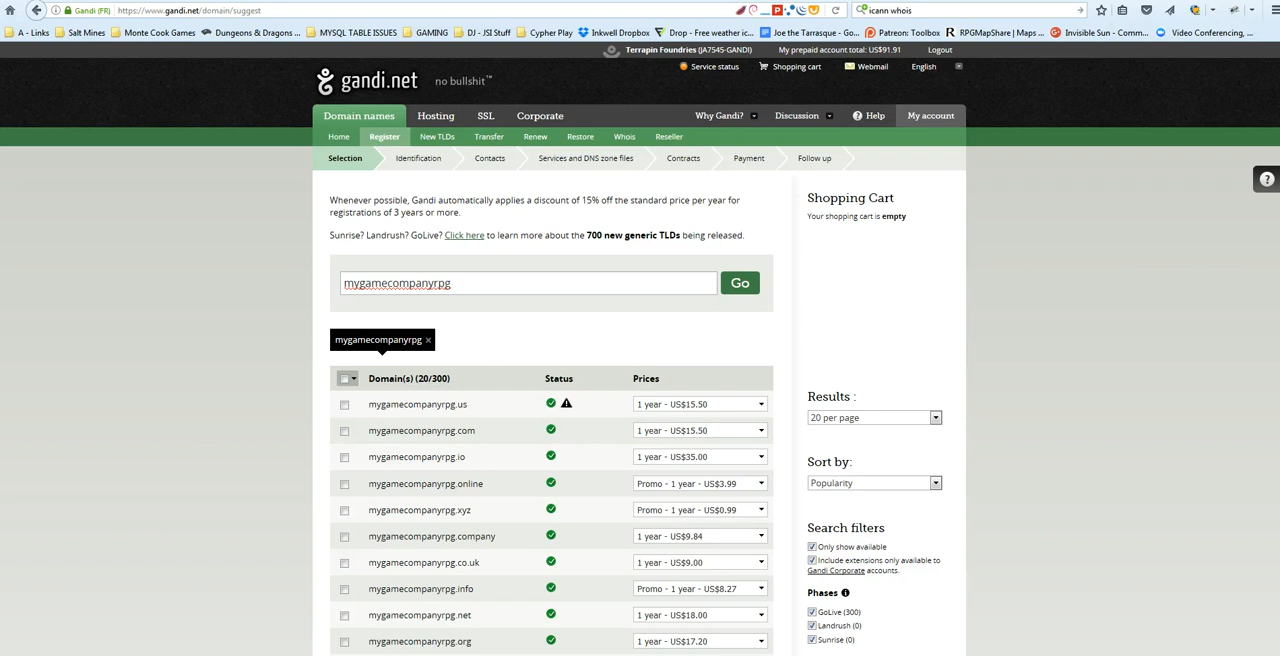 Gandi (FR)
https://www.gandi.net/domain/suggest
icann whois
A - Links
Salt Mines
Monte Cook Games
Dungeons & Dragons ...
MYSQL TABLE ISSUES
GAMING
DJ - JSI Stuff
Cypher Play
Inkwell Dropbox
Drop - Free weather ic...
Joe the Tarrasque - Go...
Patreon: Toolbox
RPGMapShare | Maps ...
Invisible Sun - Comm...
Video Conferencing, ...
Terrapin Foundries (JA7545-GANDI)
My prepaid account total: US$91.91
Logout
gandi.net
no bullshit™
Service status
Shopping cart
Webmail
English
Domain names
Hosting
SSL
Corporate
Why Gandi?
Discussion
Help
My account
Home
Register
New TLDs
Transfer
Renew
Restore
Whois
Reseller
Selection
Identification
Contacts
Services and DNS zone files
Contracts
Payment
Follow up
Whenever possible, Gandi automatically applies a discount of 15% off the standard price per year for
registrations of 3 years or more.
Sunrise? Landrush? GoLive? Click here to learn more about the 700 new generic TLDs being released.
mygamecompanyrpg
Go
mygamecompanyrpg ×
Domain(s) (20/300) Status Prices
mygamecompanyrpg.us 1 year - US$15.50
mygamecompanyrpg.com 1 year - US$15.50
mygamecompanyrpg.io 1 year - US$35.00
mygamecompanyrpg.online Promo - 1 year - US$3.99
mygamecompanyrpg.xyz Promo - 1 year - US$0.99
mygamecompanyrpg.company 1 year - US$9.84
mygamecompanyrpg.co.uk 1 year - US$9.00
mygamecompanyrpg.info Promo - 1 year - US$8.27
mygamecompanyrpg.net 1 year - US$18.00
mygamecompanyrpg.org 1 year - US$17.20
Shopping Cart
Your shopping cart is empty
Results :
20 per page
Sort by:
Popularity
Search filters
Only show available
Include extensions only available to
Gandi Corporate accounts.
Phases
GoLive (300)
Landrush (0)
Sunrise (0)